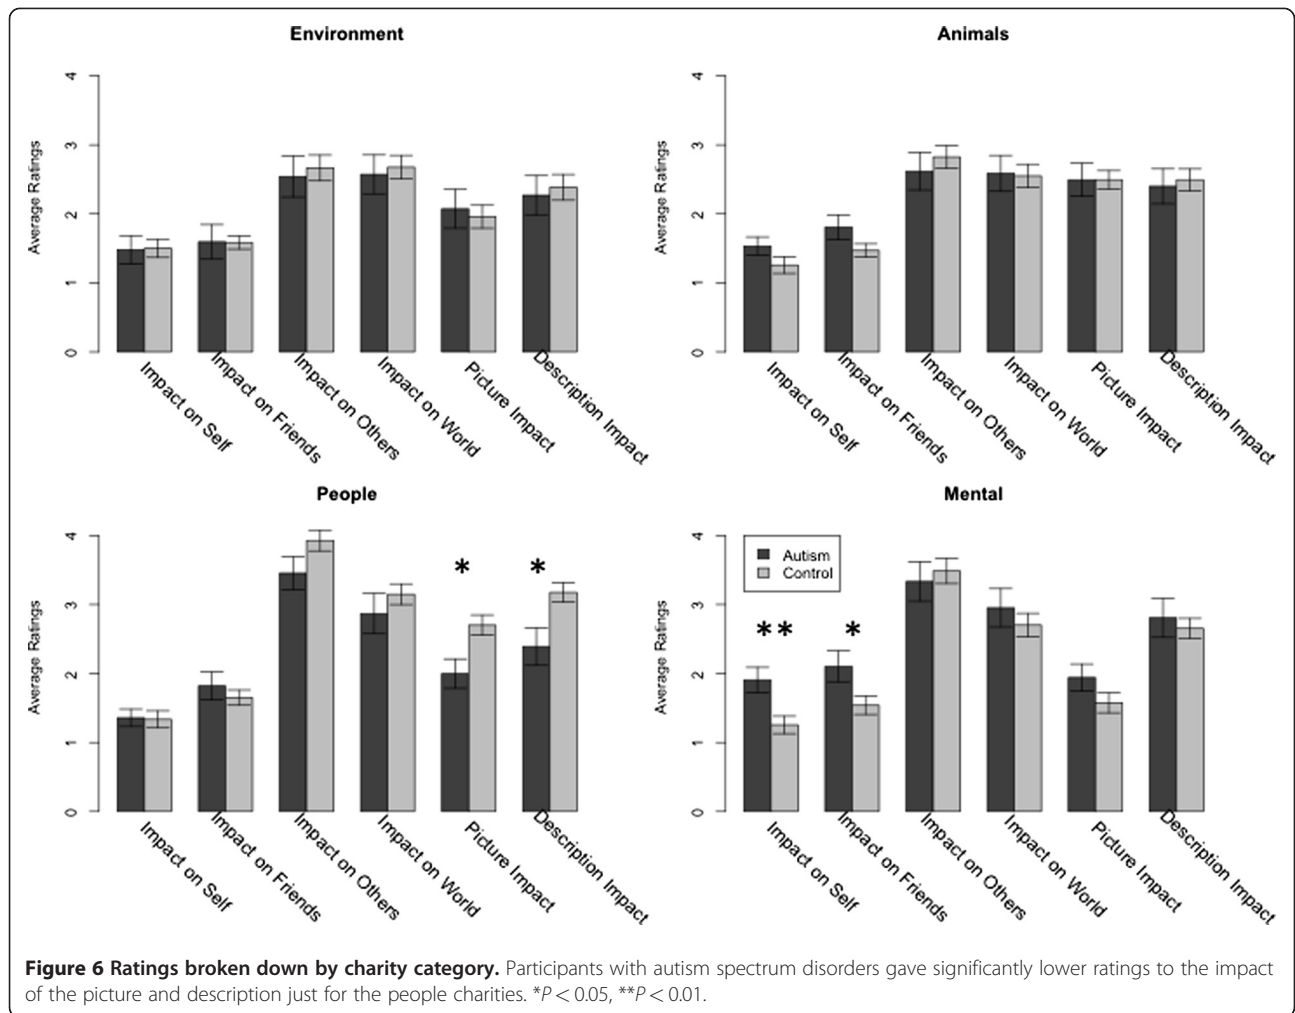 Environment
Average Ratings
4
3
2
1
0
Impact on Self
Impact on Friends
Impact on Others
Impact on World
Picture Impact
Description Impact
Animals
Average Ratings
4
3
2
1
0
Impact on Self
Impact on Friends
Impact on Others
Impact on World
Picture Impact
Description Impact
People
Average Ratings
4
3
2
1
0
*
*
Impact on Self
Impact on Friends
Impact on Others
Impact on World
Picture Impact
Description Impact
Mental
Average Ratings
4
3
2
1
0
Autism
Control
**
*
Impact on Self
Impact on Friends
Impact on Others
Impact on World
Picture Impact
Description Impact
Figure 6 Ratings broken down by charity category. Participants with autism spectrum disorders gave significantly lower ratings to the impact
of the picture and description just for the people charities. *P < 0.05, **P < 0.01.